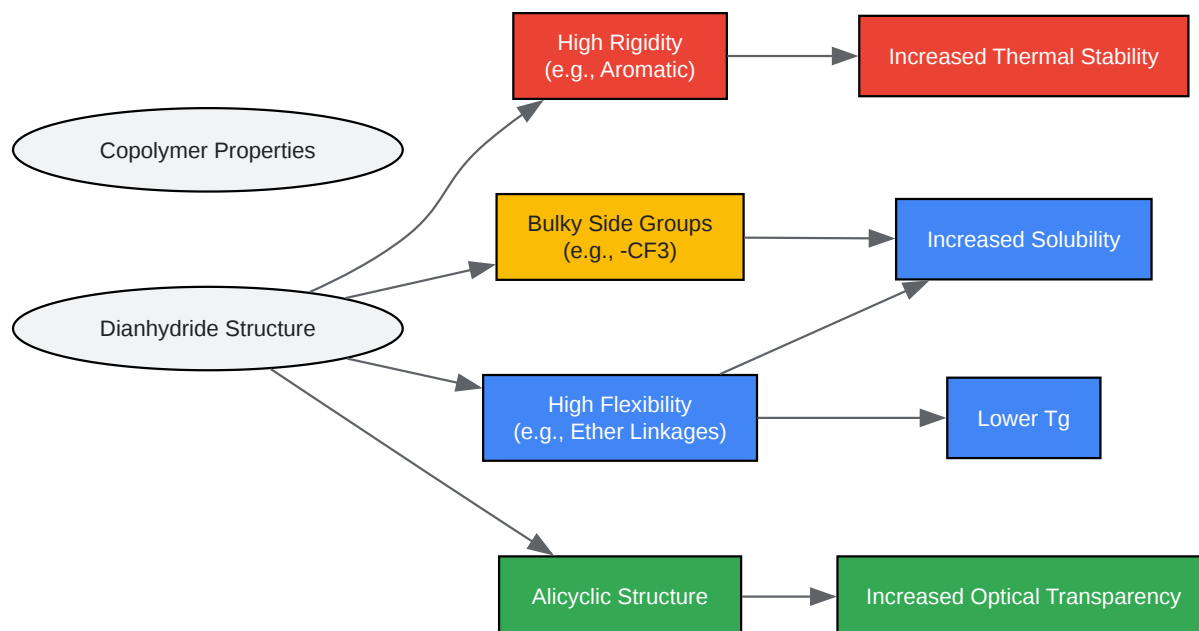 High Rigidity
(e.g., Aromatic)
Increased Thermal Stability
Copolymer Properties
Bulky Side Groups
(e.g., -CF3)
Increased Solubility
Dianhydride Structure
High Flexibility
(e.g., Ether Linkages)
Lower Tg
Alicyclic Structure
Increased Optical Transparency